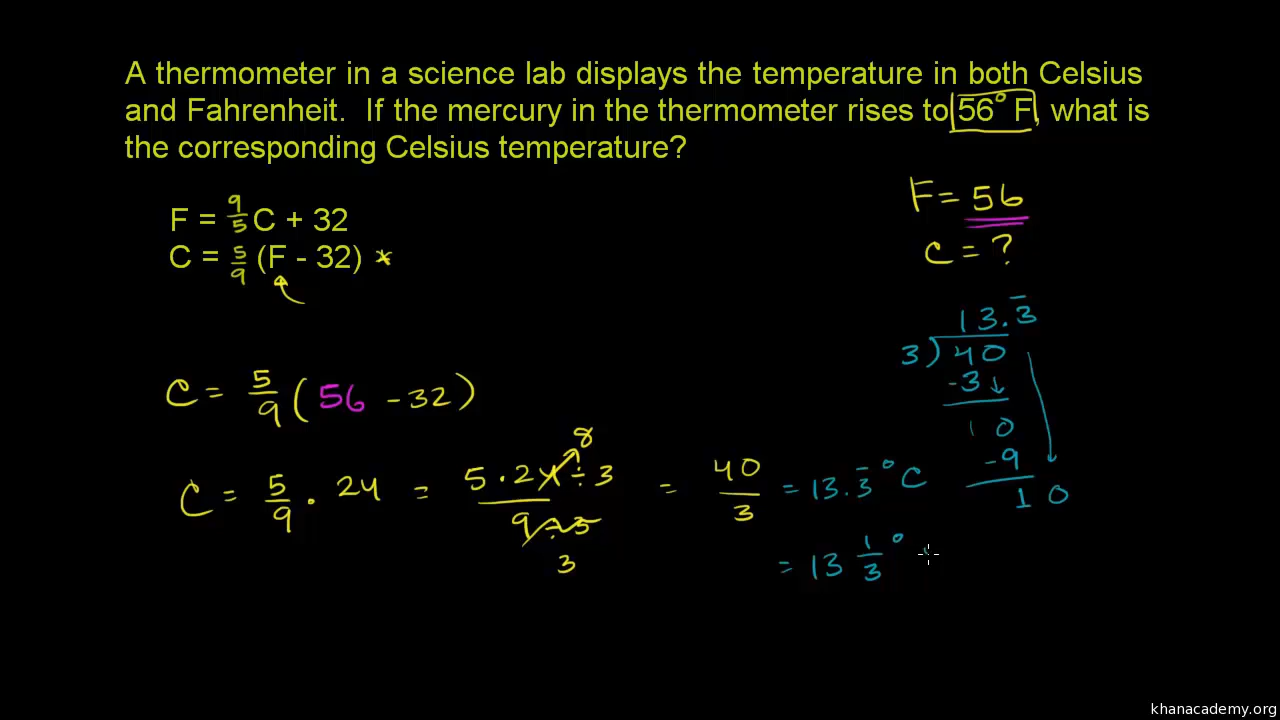 A thermometer in a science lab displays the temperature in both Celsius
and Fahrenheit. If the mercury in the thermometer rises to 56° F, what is
the corresponding Celsius temperature?
F = 9/5 C + 32
C = 5/9 (F - 32) *
F = 56
C = ?
13.3̅
3)40
-3↓
10
-9
10
C = 5/9 (56 - 32)
C = 5/9 · 24 = 5 · 24 ÷ 3 / 9 ÷ 3 = 40/3 = 13.3̅° C
8
3
= 13 1/3 °
khanacademy.org